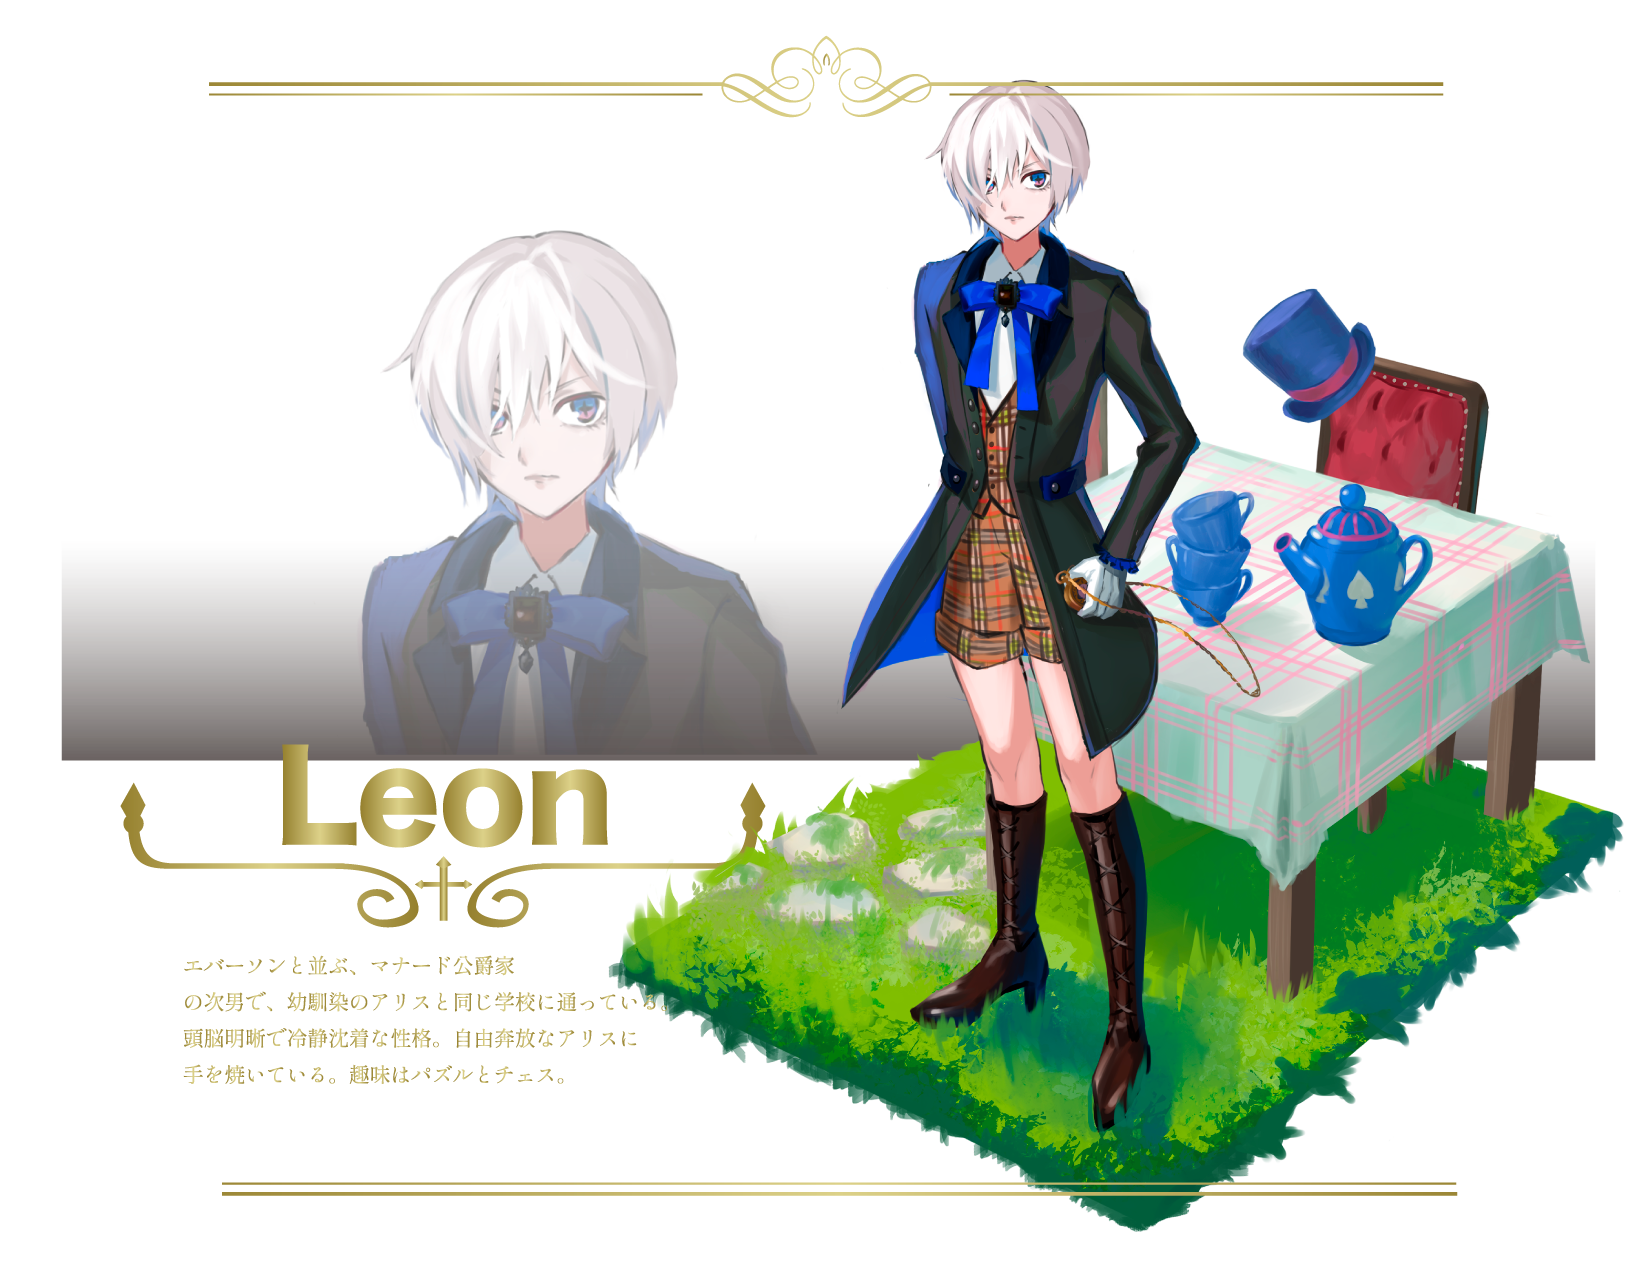 Leon
エバーソンと並ぶ、マナード公爵家
の次男で、幼馴染のアリスと同じ学校に通っている。
頭脳明晰で冷静沈着な性格。自由奔放なアリスに
手を焼いている。趣味はパズルとチェス。